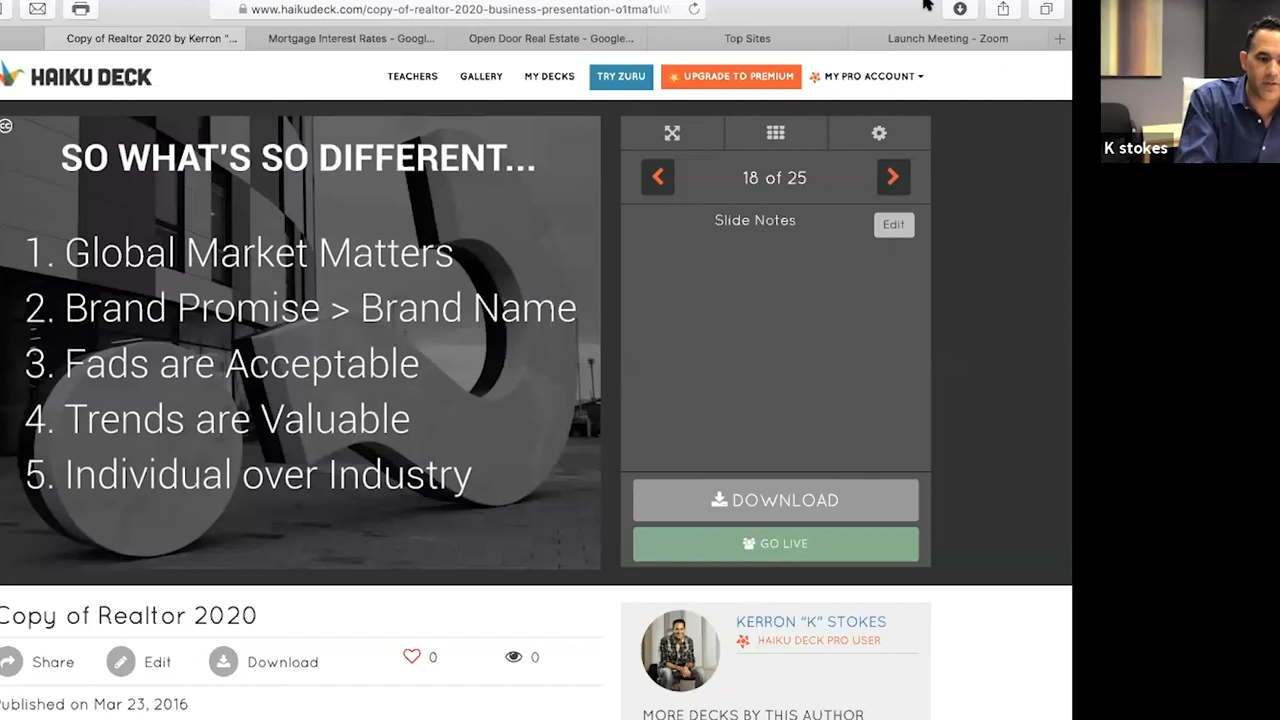 www.haikudeck.com/copy-of-realtor-2020-business-presentation-o1tma1ulV
Copy of Realtor 2020 by Kerron "...
Mortgage Interest Rates - Googl...
Open Door Real Estate - Google...
Top Sites
Launch Meeting - Zoom
HAIKU DECK
TEACHERS
GALLERY
MY DECKS
TRY ZURU
UPGRADE TO PREMIUM
MY PRO ACCOUNT
K stokes
cc
SO WHAT'S SO DIFFERENT...
1. Global Market Matters
2. Brand Promise > Brand Name
3. Fads are Acceptable
4. Trends are Valuable
5. Individual over Industry
18 of 25
Slide Notes
Edit
DOWNLOAD
GO LIVE
Copy of Realtor 2020
Share
Edit
Download
0
0
Published on Mar 23, 2016
KERRON "K" STOKES
HAIKU DECK PRO USER
MORE DECKS BY THIS AUTHOR